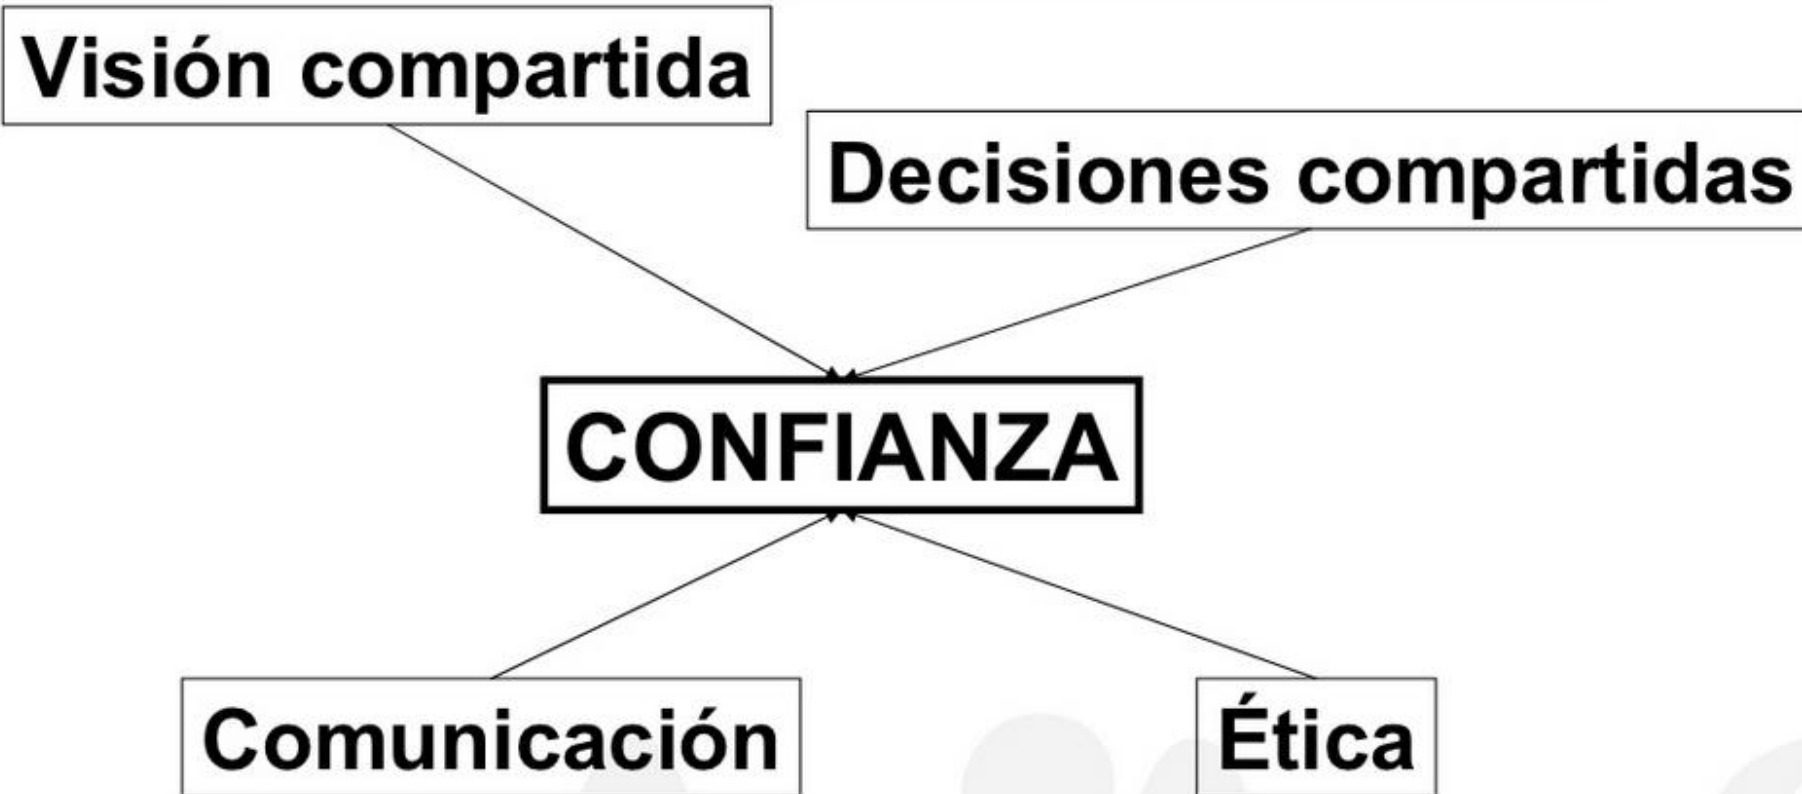 Visión compartida
Decisiones compartidas
CONFIANZA
Comunicación
Ética